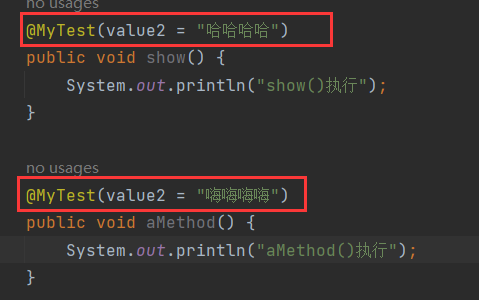 no usages
@MyTest(value2 = "哈哈哈哈")
public void show() {
System.out.println("show()执行");
}
no usages
@MyTest(value2 = "嗨嗨嗨嗨")
public void aMethod() {
System.out.println("aMethod()执行");
}